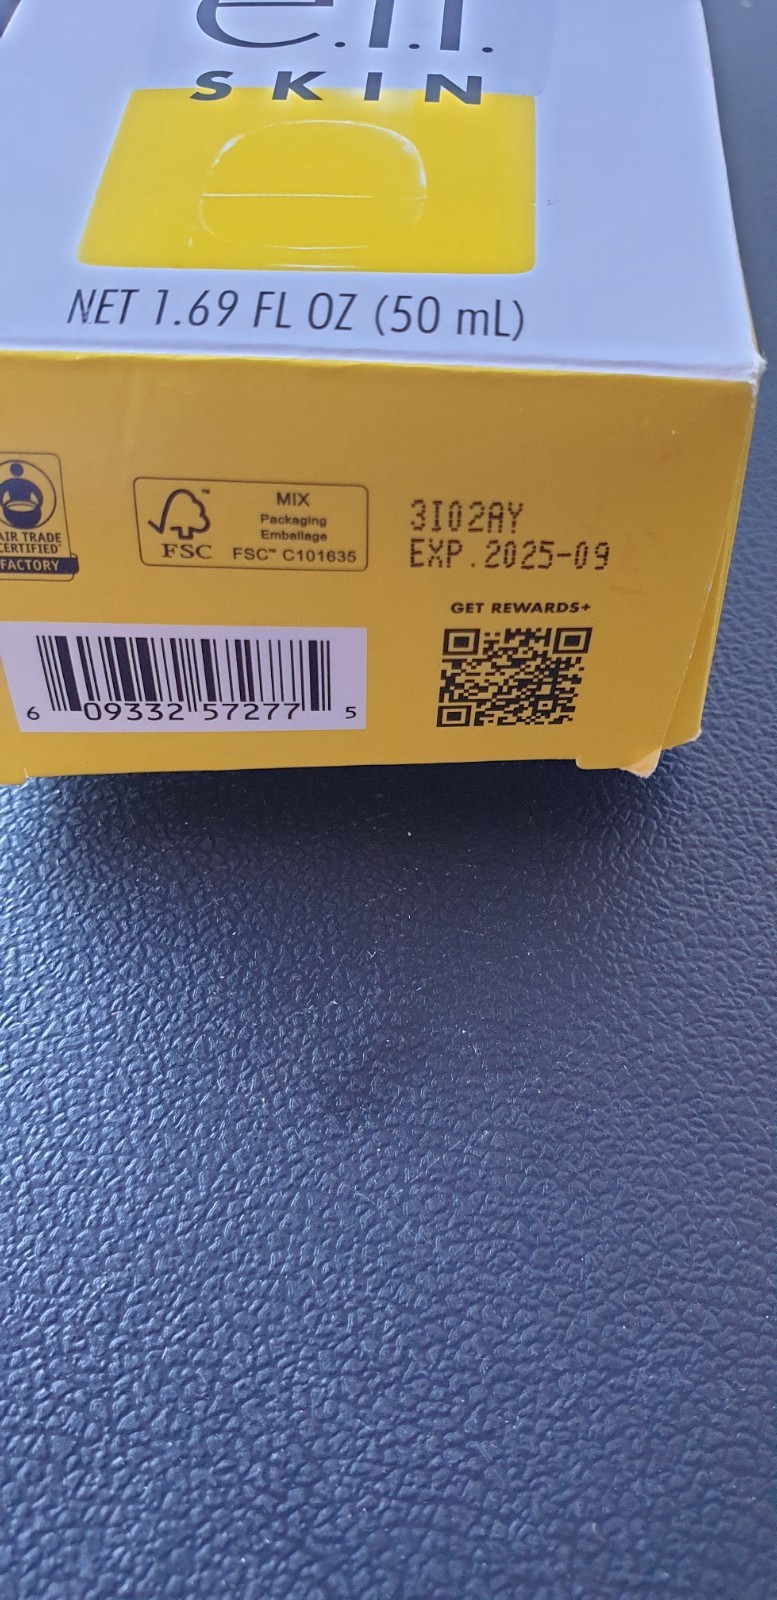 e.l.f.
SKIN
NET 1.69 FL OZ (50 mL)
FAIR TRADE
CERTIFIED
FACTORY
FSC
MIX
Packaging
Emballage
FSC™ C101635
3I02AY
EXP.2025-09
GET REWARDS+
6 09332 57277 5